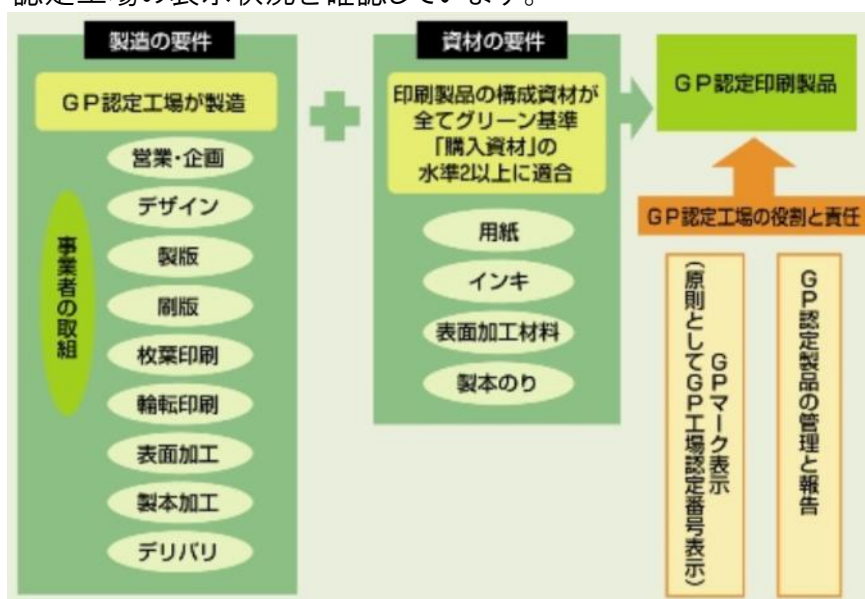 認定工場の表示状況を確認しています。
製造の要件
GP認定工場が製造
事業者の取組
営業・企画
デザイン
製版
刷版
枚葉印刷
輪転印刷
表面加工
製本加工
デリバリ
資材の要件
印刷製品の構成資材が
全てグリーン基準
「購入資材」の
水準2以上に適合
用紙
インキ
表面加工材料
製本のり
GP認定印刷製品
GP認定工場の役割と責任
GP認定製品の管理と報告
GPマーク表示
(原則としてGP工場認定番号表示)